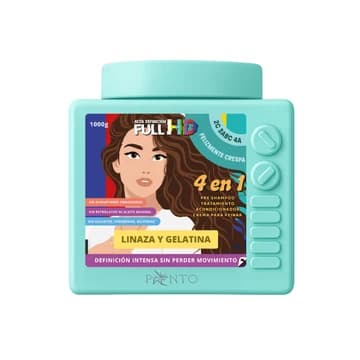 ALTA DEFINICIÓN
FULL HD
1000g
2C 3ABC 4A
FELIZMENTE CRESPA
4 en 1
PRE SHAMPOO
TRATAMIENTO
ACONDICIONADOR
CREMA PARA PEINAR
LINAZA Y GELATINA
DEFINICIÓN INTENSA SIN PERDER MOVIMIENTO